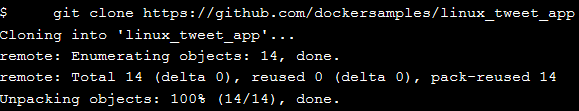 $     git clone https://github.com/dockersamples/linux_tweet_app
Cloning into 'linux_tweet_app'...
remote: Enumerating objects: 14, done.
remote: Total 14 (delta 0), reused 0 (delta 0), pack-reused 14
Unpacking objects: 100% (14/14), done.